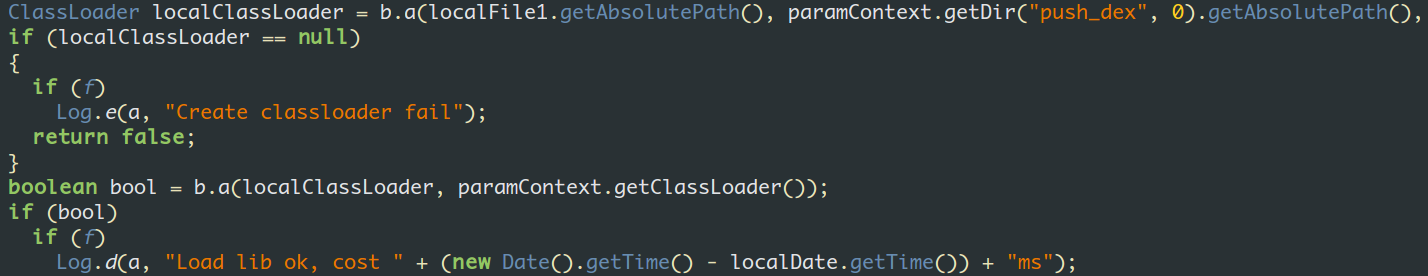 ClassLoader localClassLoader = b.a(localFile1.getAbsolutePath(), paramContext.getDir("push_dex", 0).getAbsolutePath(),
if (localClassLoader == null)
{
  if (f)
    Log.e(a, "Create classloader fail");
  return false;
}
boolean bool = b.a(localClassLoader, paramContext.getClassLoader());
if (bool)
  if (f)
    Log.d(a, "Load lib ok, cost " + (new Date().getTime() - localDate.getTime()) + "ms");